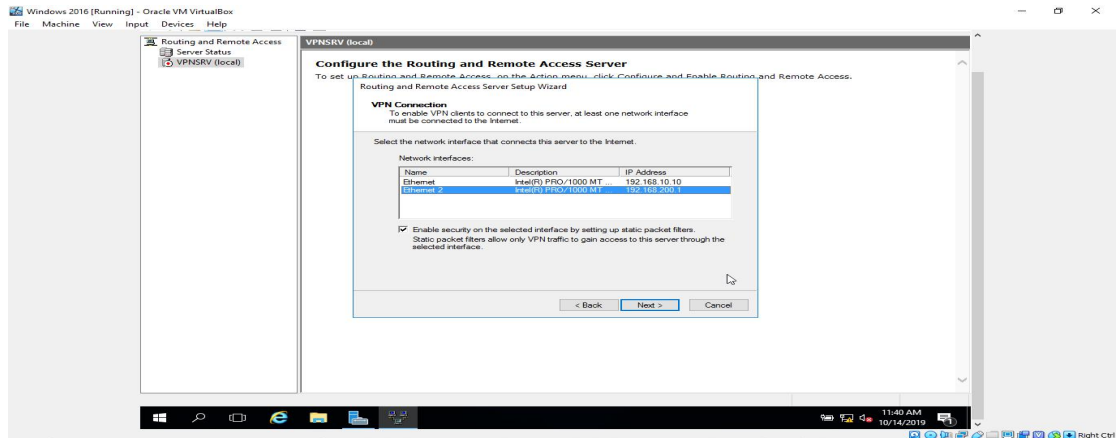 Windows 2016 [Running] - Oracle VM VirtualBox
File Machine View Input Devices Help
Routing and Remote Access
Server Status
VPNSRV (local)
VPNSRV (local)
Configure the Routing and Remote Access Server
To set up Routing and Remote Access, on the Action menu, click Configure and Enable Routing and Remote Access.
Routing and Remote Access Server Setup Wizard
VPN Connection
To enable VPN clients to connect to this server, at least one network interface
must be connected to the Internet.
Select the network interface that connects this server to the Internet.
Network interfaces:
Name Description IP Address
Ethernet Intel(R) PRO/1000 MT ... 192.168.10.10
Ethernet 2 Intel(R) PRO/1000 MT ... 192.168.200.1
Enable security on the selected interface by setting up static packet filters.
Static packet filters allow only VPN traffic to gain access to this server through the
selected interface.
< Back Next > Cancel
11:40 AM
10/14/2019
1
Right Ctrl